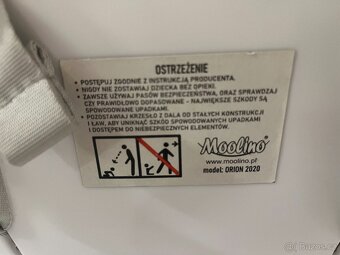 OSTRZEŻENIE
• POSTĘPUJ ZGODNIE Z INSTRUKCJĄ PRODUCENTA.
• NIGDY NIE ZOSTAWIAJ DZIECKA BEZ OPIEKI.
• ZAWSZE UŻYWAJ PASÓW BEZPIECZEŃSTWA, ORAZ SPRAWDZAJ
CZY PRAWIDŁOWO DOPASOWANE - NAJWIĘKSZE SZKODY SĄ
SPOWODOWANE UPADKAMI.
• POZOSTAWIAJ KRZESŁO Z DALA OD STAŁYCH KONSTRUKCJI
I ŁAW, ABY UNIKNĄĆ SZKÓD SPOWODOWANYCH UPADKAMI
I DOSTĘPEM DO NIEBEZPIECZNYCH ELEMENTÓW.
Moolino
www.moolino.pl
model: ORION 2020